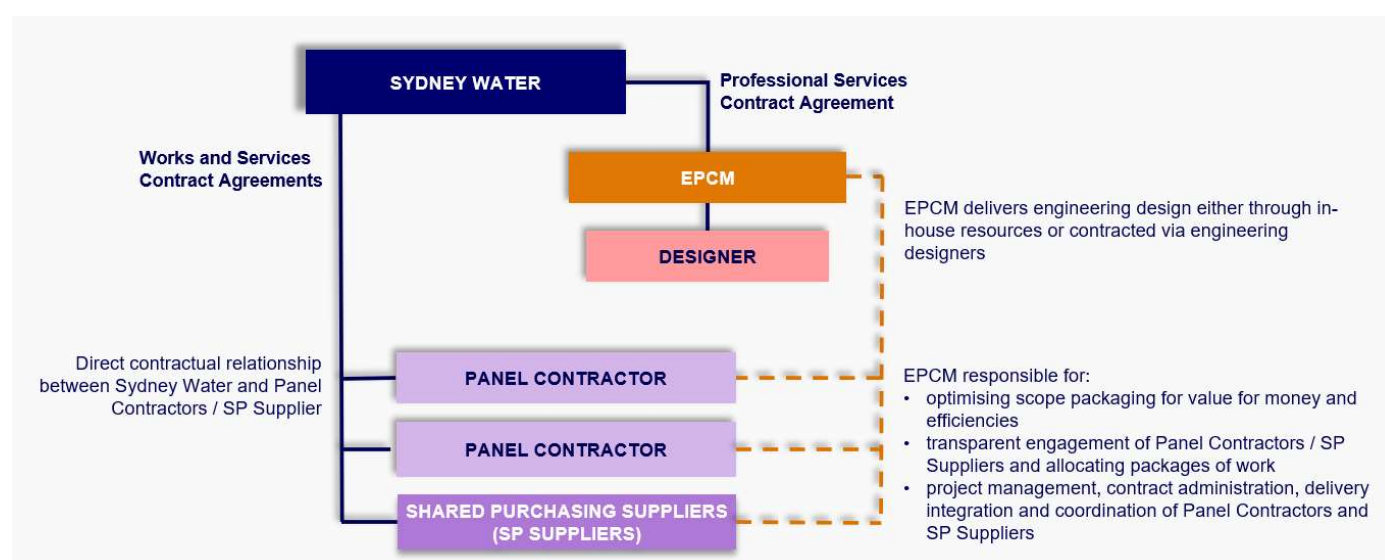 SYDNEY WATER
Professional Services
Contract Agreement
Works and Services
Contract Agreements
EPCM
DESIGNER
EPCM delivers engineering design either through in-
house resources or contracted via engineering
designers
Direct contractual relationship
between Sydney Water and Panel
Contractors / SP Supplier
PANEL CONTRACTOR
PANEL CONTRACTOR
SHARED PURCHASING SUPPLIERS
(SP SUPPLIERS)
EPCM responsible for:
• optimising scope packaging for value for money and
efficiencies
• transparent engagement of Panel Contractors / SP
Suppliers and allocating packages of work
• project management, contract administration, delivery
integration and coordination of Panel Contractors and
SP Suppliers